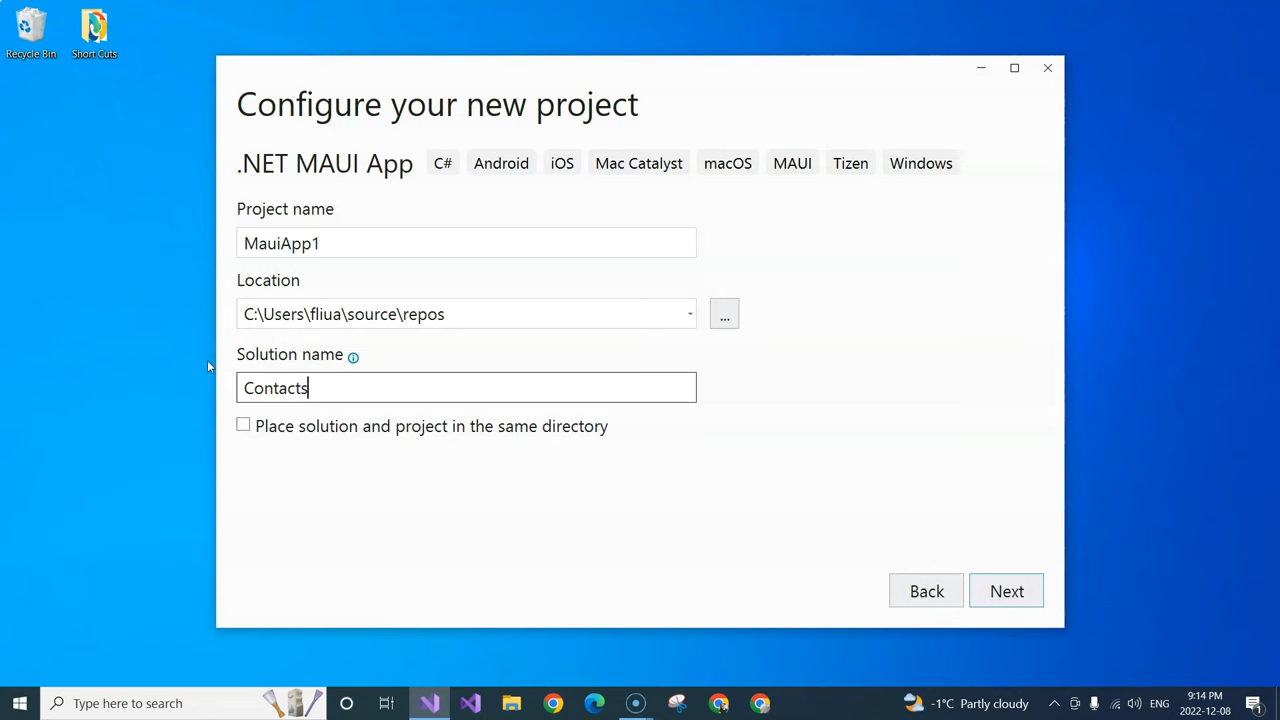 Recycle Bin
Short Cuts
Configure your new project
.NET MAUI App C# Android iOS Mac Catalyst macOS MAUI Tizen Windows
Project name
MauiApp1
Location
C:\Users\fliua\source\repos
...
Solution name
Contacts
Place solution and project in the same directory
Back Next
Type here to search
-1°C Partly cloudy
ENG
9:14 PM
2022-12-08
1